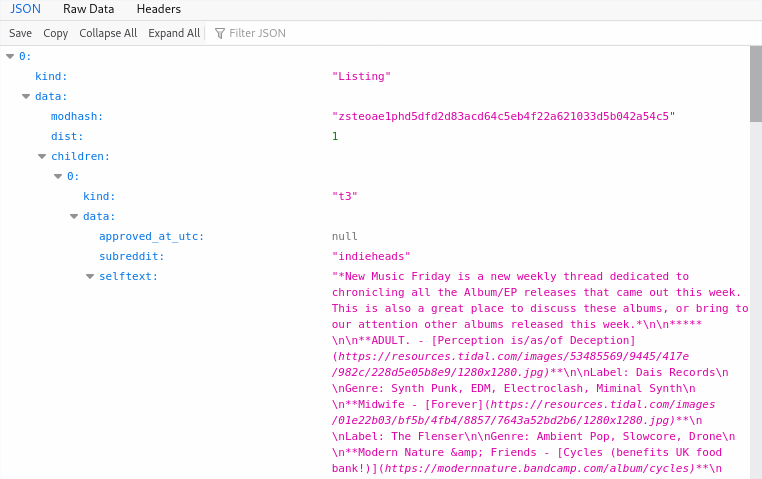 JSON Raw Data Headers
Save Copy Collapse All Expand All Filter JSON
0:
kind: "Listing"
data:
modhash: "zsteoae1phd5dfd2d83acd64c5eb4f22a621033d5b042a54c5"
dist: 1
children:
0:
kind: "t3"
data:
approved_at_utc: null
subreddit: "indieheads"
selftext: "*New Music Friday is a new weekly thread dedicated to
chronicling all the Album/EP releases that came out this week.
This is also a great place to discuss these albums, or bring to
our attention other albums released this week.*\n\n*****
\n\n**ADULT. - [Perception is/as/of Deception]
(https://resources.tidal.com/images/53485569/9445/417e
/982c/228d5e05b8e9/1280x1280.jpg)**\n\nLabel: Dais Records\n
\nGenre: Synth Punk, EDM, Electroclash, Miminal Synth\n
\n**Midwife - [Forever](https://resources.tidal.com/images
/01e22b03/bf5b/4fb4/8857/7643a52bd2b6/1280x1280.jpg)**\n
\nLabel: The Flenser\n\nGenre: Ambient Pop, Slowcore, Drone\n
\n**Modern Nature &amp; Friends - [Cycles (benefits UK food
bank!)](https://modernnature.bandcamp.com/album/cycles)**\n